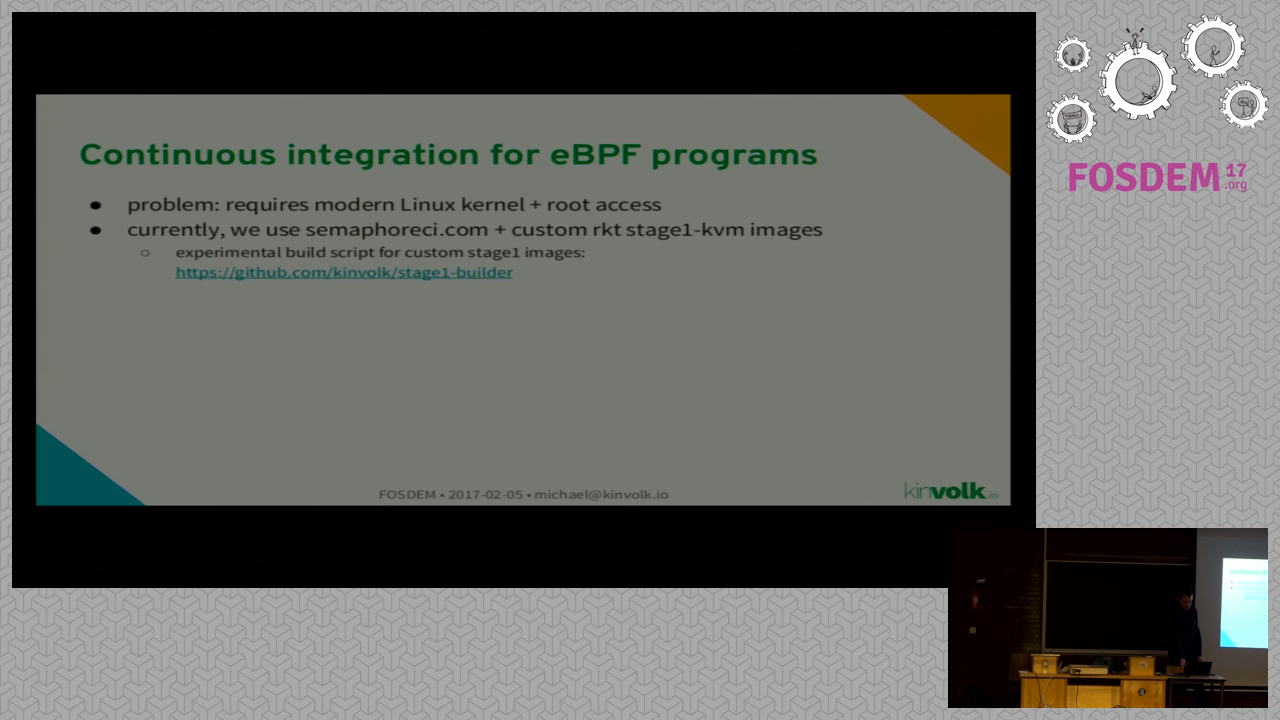 Continuous integration for eBPF programs
● problem: requires modern Linux kernel + root access
● currently, we use semaphoreci.com + custom rkt stage1-kvm images
○ experimental build script for custom stage1 images:
https://github.com/kinvolk/stage1-builder
FOSDEM • 2017-02-05 • michael@kinvolk.io
kinvolk.io
FOSDEM 17
.org